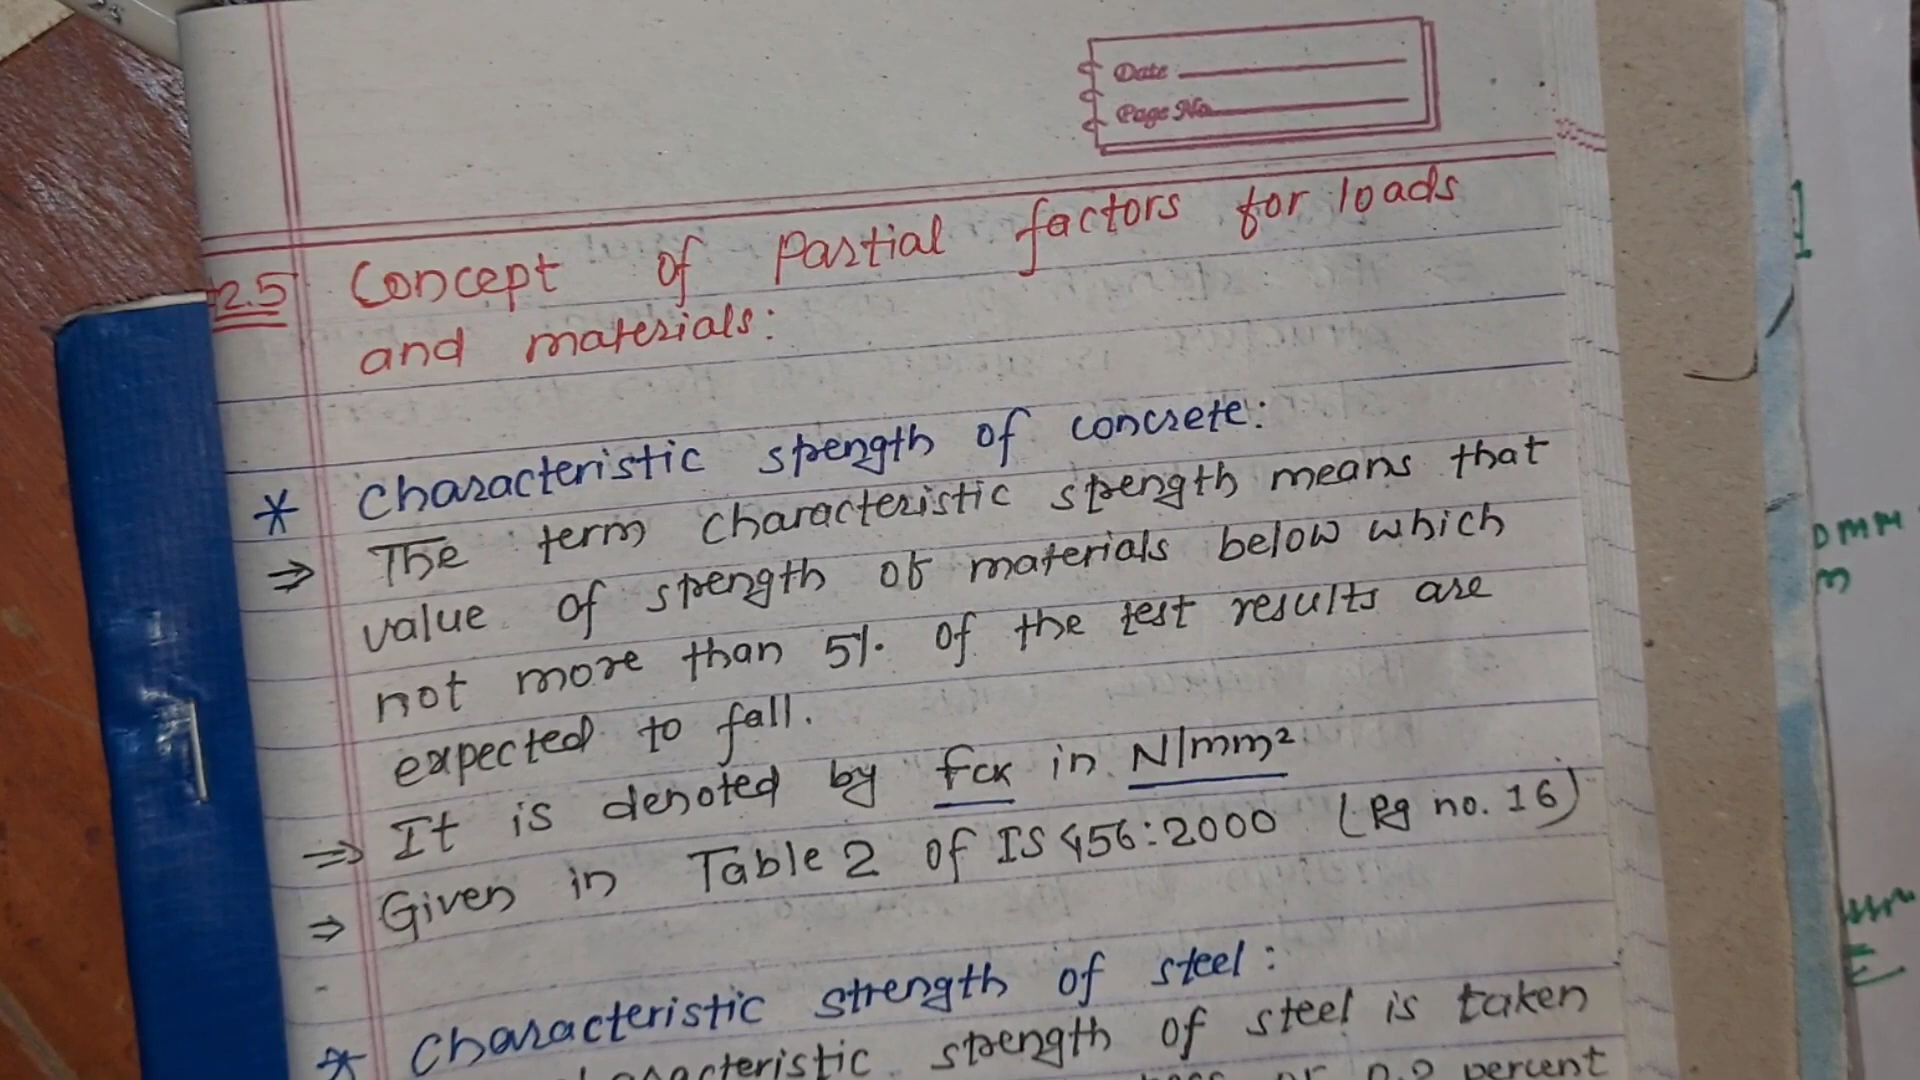 Date
Page No.
2.5 Concept of Partial factors for loads
and materials:
* Characteristic strength of concrete:
⇒ The term characteristic strength means that
value of strength of materials below which
not more than 5% of the test results are
expected to fall.
⇒ It is denoted by fck in N/mm²
⇒ Given in Table 2 of IS 456:2000 (Pg no. 16)
* Characteristic strength of steel:
strength of steel is taken
or 0.2 percent